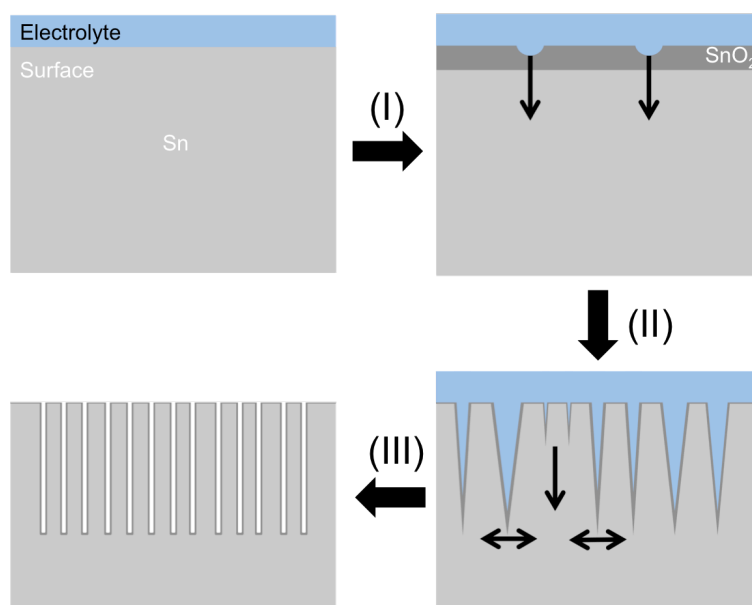 Electrolyte
Surface
Sn
(I)
SnO₂
(II)
(III)